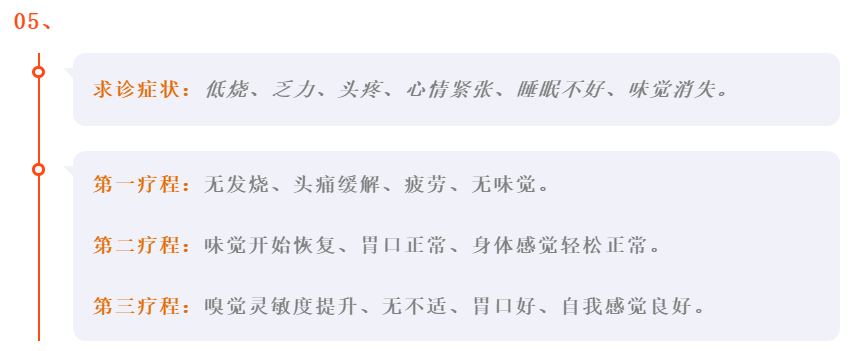 05、
求诊症状：低烧、乏力、头疼、心情紧张、睡眠不好、味觉消失。
第一疗程：无发烧、头痛缓解、疲劳、无味觉。
第二疗程：味觉开始恢复、胃口正常、身体感觉轻松正常。
第三疗程：嗅觉灵敏度提升、无不适、胃口好、自我感觉良好。